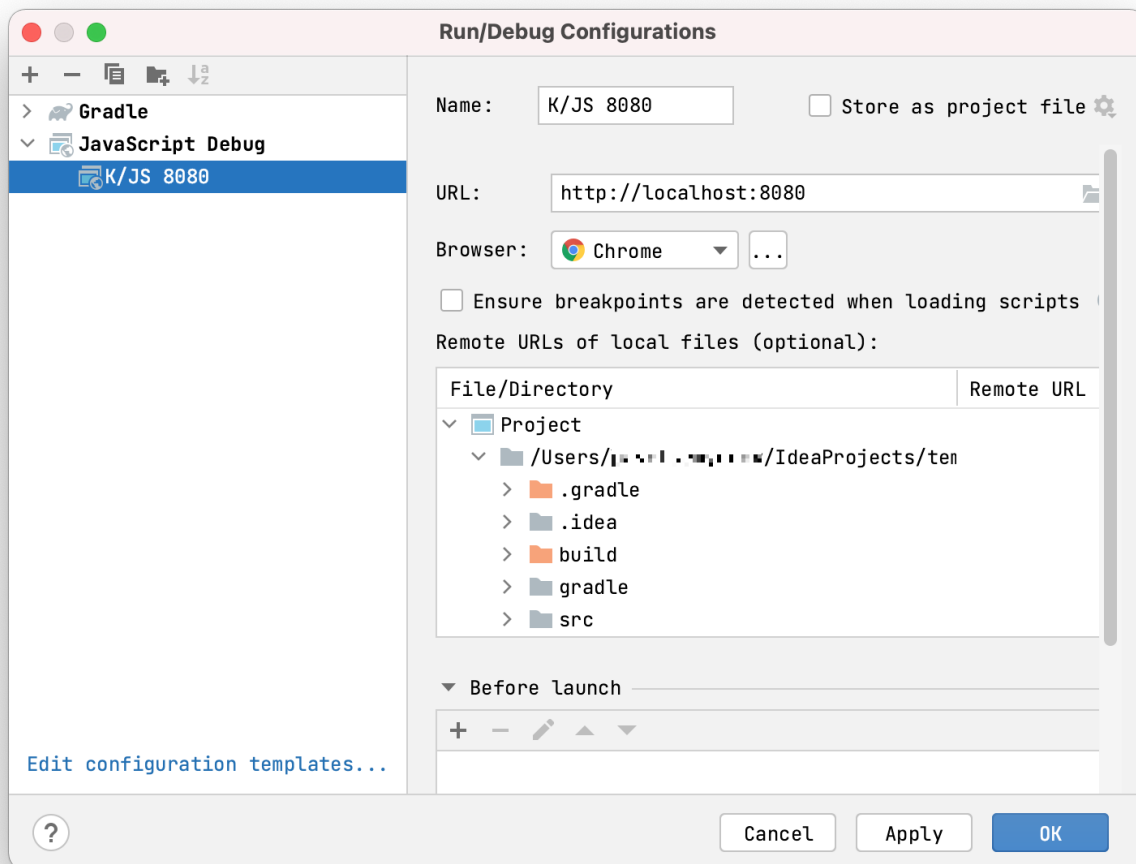 Run/Debug Configurations
Gradle
JavaScript Debug
K/JS 8080
Edit configuration templates...
Name: K/JS 8080 Store as project file
URL: http://localhost:8080
Browser: Chrome ...
Ensure breakpoints are detected when loading scripts
Remote URLs of local files (optional):
File/Directory Remote URL
Project
/Users/ /IdeaProjects/tem
.gradle
.idea
build
gradle
src
Before launch
? Cancel Apply OK